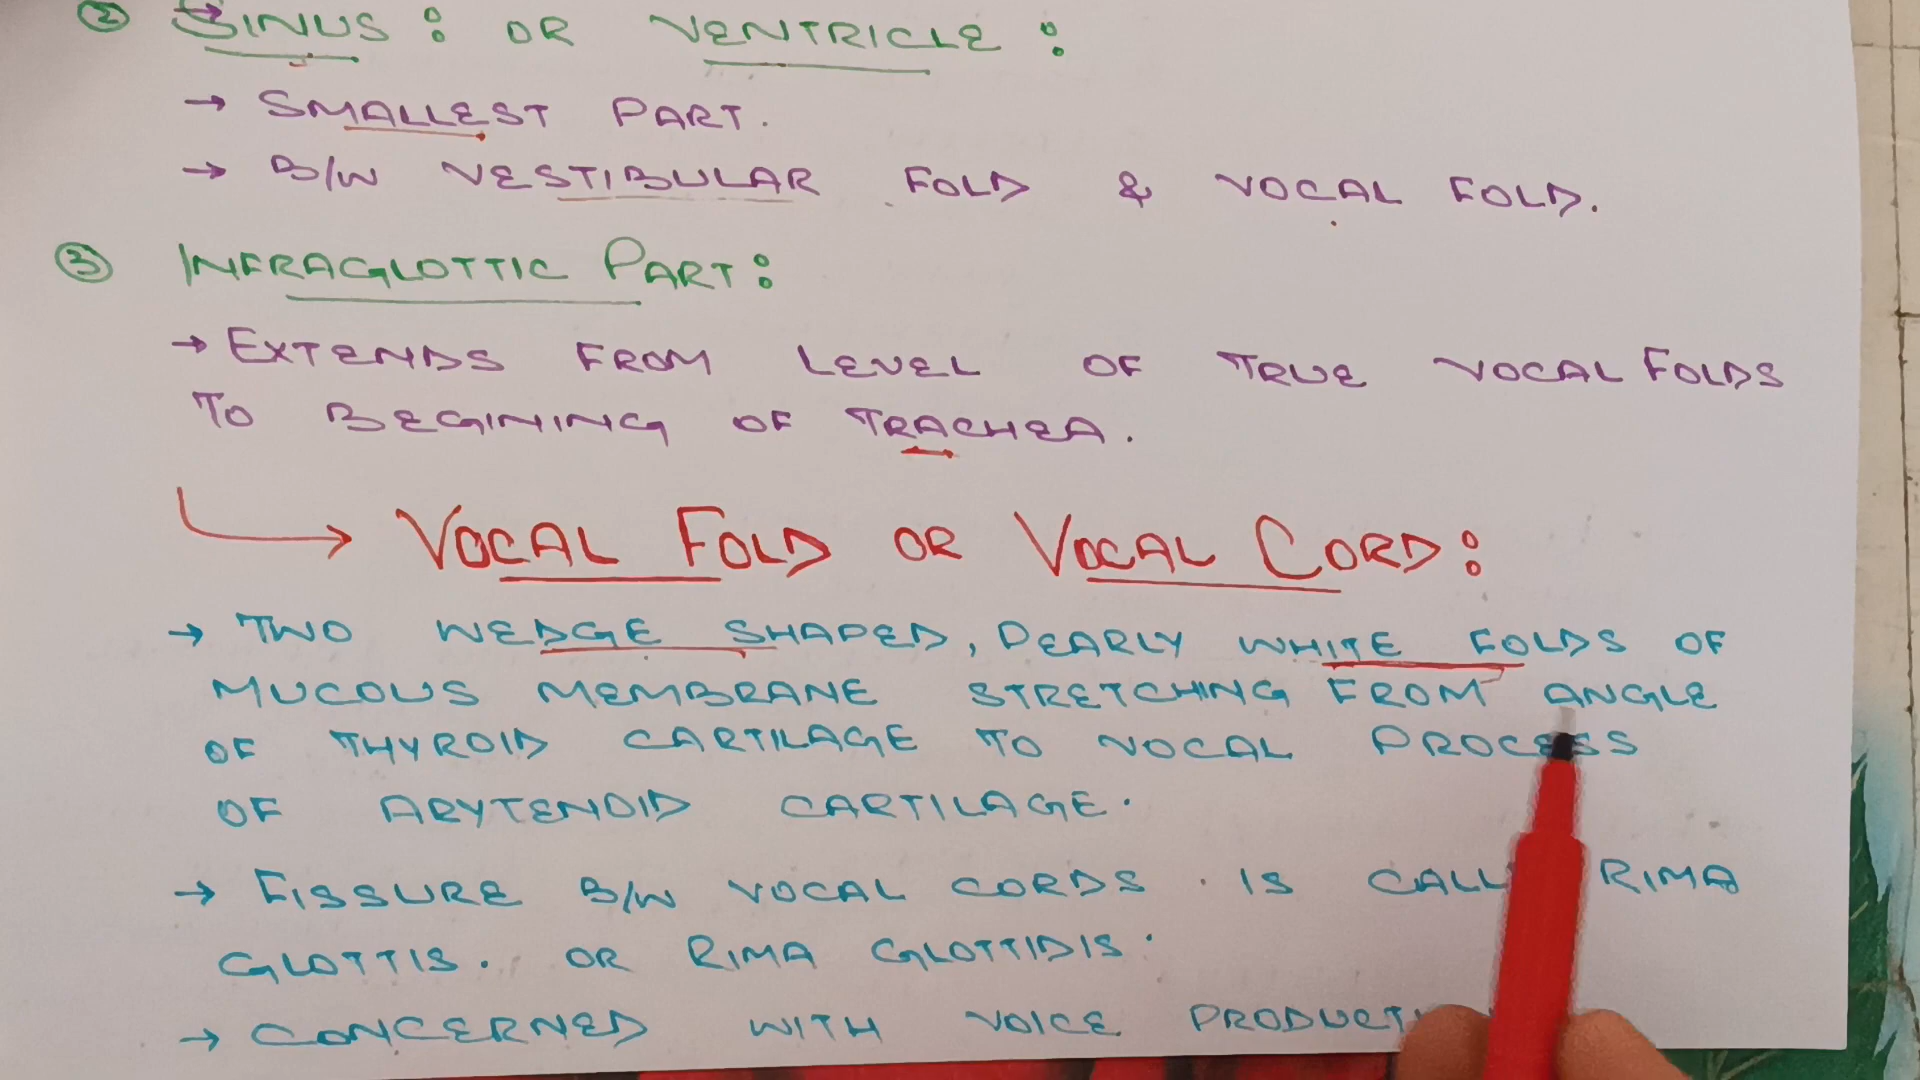 ② SINUS: OR VENTRICLE:
→ SMALLEST PART.
→ B/W VESTIBULAR FOLD & VOCAL FOLD.
③ INFRAGLOTTIC PART:
→ EXTENDS FROM LEVEL OF TRUE VOCAL FOLDS
TO BEGINING OF TRACHEA.
→ VOCAL FOLD OR VOCAL CORD:
→ TWO WEDGE SHAPED, PEARLY WHITE FOLDS OF
MUCOUS MEMBRANE STRETCHING FROM ANGLE
OF THYROID CARTILAGE TO VOCAL PROCESS
OF ARYTENOID CARTILAGE.
→ FISSURE B/W VOCAL CORDS IS CALL RIMA
GLOTTIS. OR RIMA GLOTTIDIS.
→ CONCERNED WITH VOICE